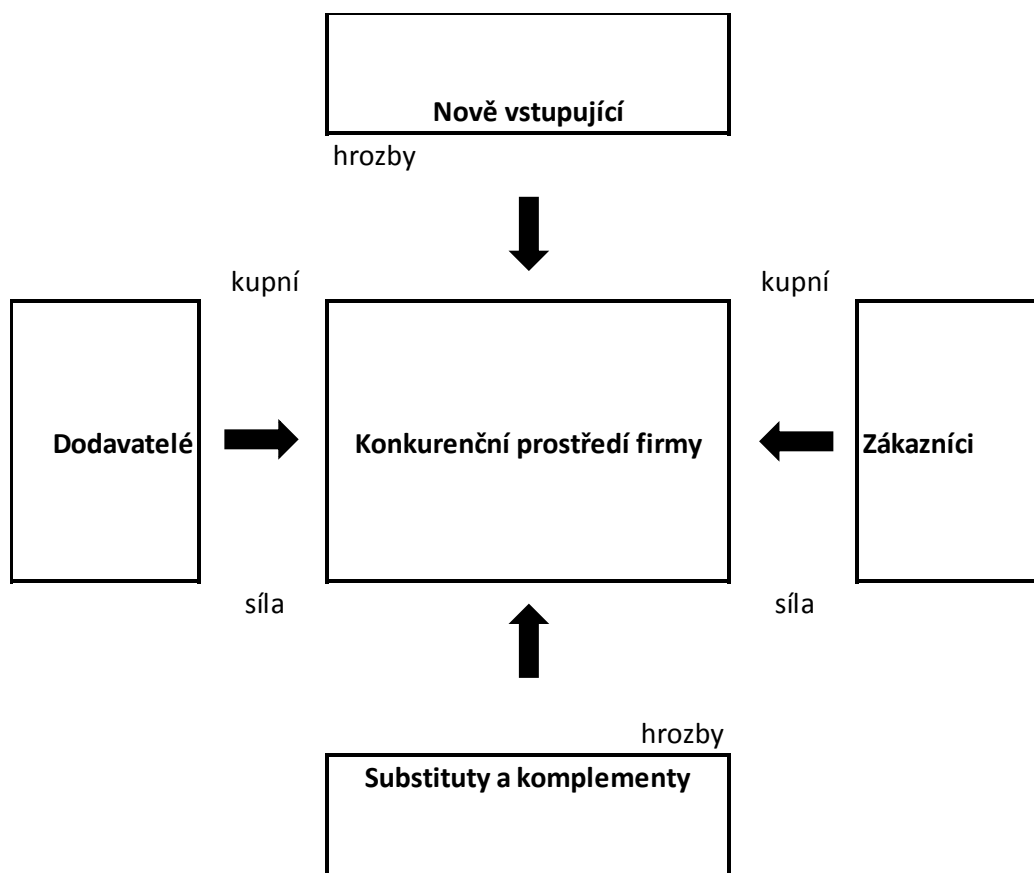 Nově vstupující
hrozby
kupní
kupní
Dodavatelé
Konkurenční prostředí firmy
Zákazníci
síla
síla
hrozby
Substituty a komplementy